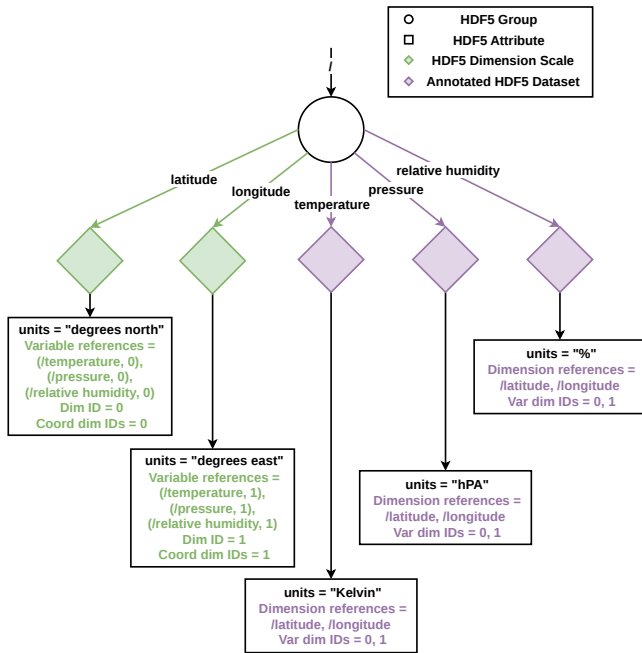 HDF5 Group
HDF5 Attribute
HDF5 Dimension Scale
Annotated HDF5 Dataset
/
latitude
longitude
temperature
pressure
relative humidity
units = "degrees north"
Variable references =
(/temperature, 0),
(/pressure, 0),
(/relative humidity, 0)
Dim ID = 0
Coord dim IDs = 0
units = "degrees east"
Variable references =
(/temperature, 1),
(/pressure, 1),
(/relative humidity, 1)
Dim ID = 1
Coord dim IDs = 1
units = "Kelvin"
Dimension references =
/latitude, /longitude
Var dim IDs = 0, 1
units = "hPA"
Dimension references =
/latitude, /longitude
Var dim IDs = 0, 1
units = "%"
Dimension references =
/latitude, /longitude
Var dim IDs = 0, 1